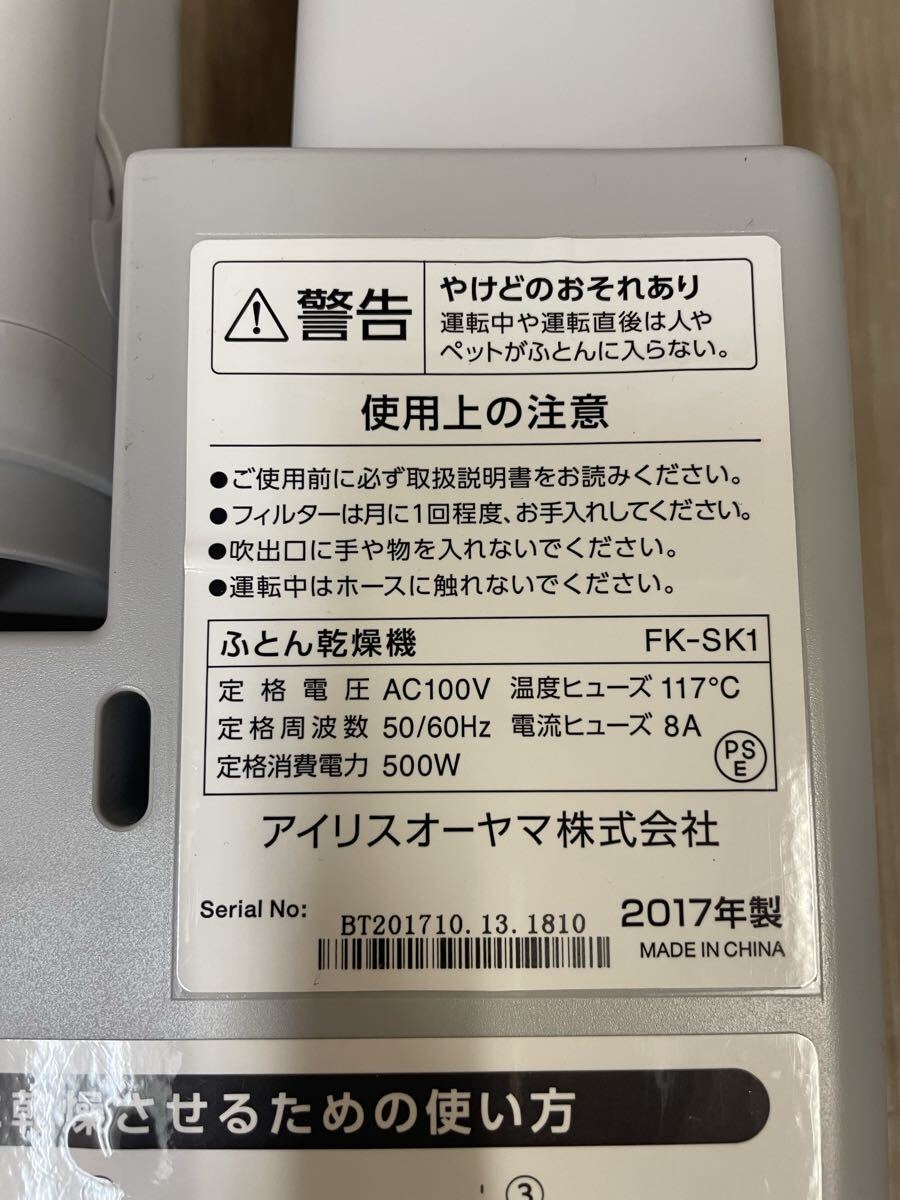 警告
やけどのおそれあり
運転中や運転直後は人や
ペットがふとんに入らない。
使用上の注意
●ご使用前に必ず取扱説明書をお読みください。
●フィルターは月に1回程度、お手入れしてください。
●吹出口に手や物を入れないでください。
●運転中はホースに触れないでください。
ふとん乾燥機 FK-SK1
定格電圧 AC100V 温度ヒューズ 117℃
定格周波数 50/60Hz 電流ヒューズ 8A
定格消費電力 500W
PSE
アイリスオーヤマ株式会社
Serial No: BT201710.13.1810 2017年製
MADE IN CHINA
乾燥させるための使い方
③